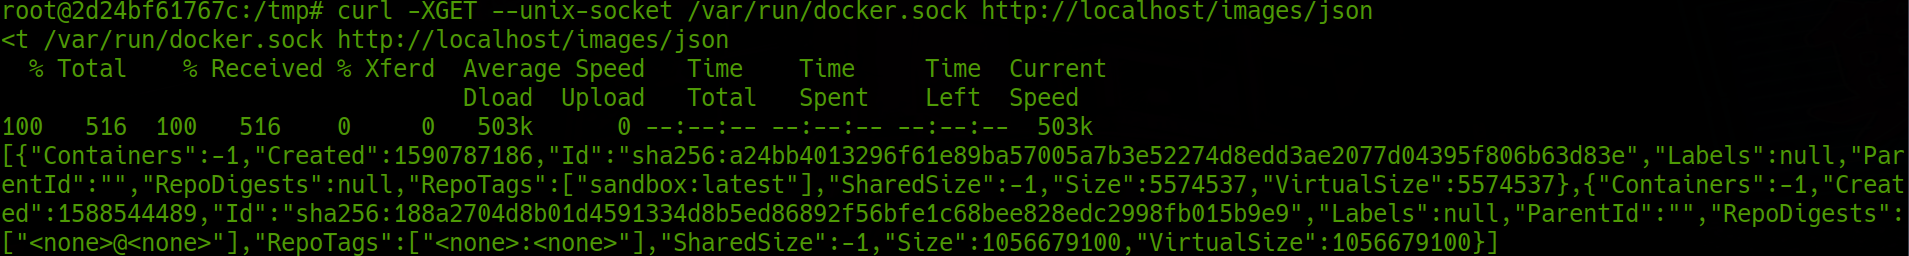 root@2d24bf61767c:/tmp# curl -XGET --unix-socket /var/run/docker.sock http://localhost/images/json
<t /var/run/docker.sock http://localhost/images/json
  % Total    % Received % Xferd  Average Speed   Time    Time     Time  Current
                                 Dload  Upload   Total   Spent    Left  Speed
100   516  100   516    0     0   503k      0 --:--:-- --:--:-- --:--:--  503k
[{"Containers":-1,"Created":1590787186,"Id":"sha256:a24bb4013296f61e89ba57005a7b3e52274d8edd3ae2077d04395f806b63d83e","Labels":null,"Par
entId":"","RepoDigests":null,"RepoTags":["sandbox:latest"],"SharedSize":-1,"Size":5574537,"VirtualSize":5574537},{"Containers":-1,"Creat
ed":1588544489,"Id":"sha256:188a2704d8b01d4591334d8b5ed86892f56bfe1c68bee828edc2998fb015b9e9","Labels":null,"ParentId":"","RepoDigests":
["<none>@<none>"],"RepoTags":["<none>:<none>"],"SharedSize":-1,"Size":1056679100,"VirtualSize":1056679100}]